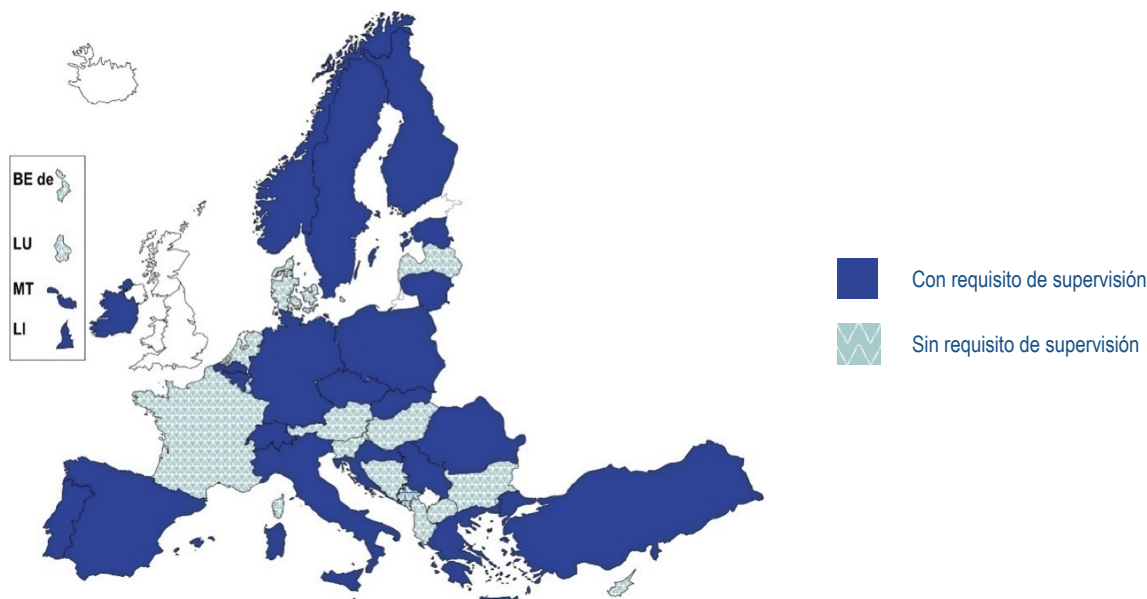 BE de
LU
MT
LI
Con requisito de supervisión
Sin requisito de supervisión